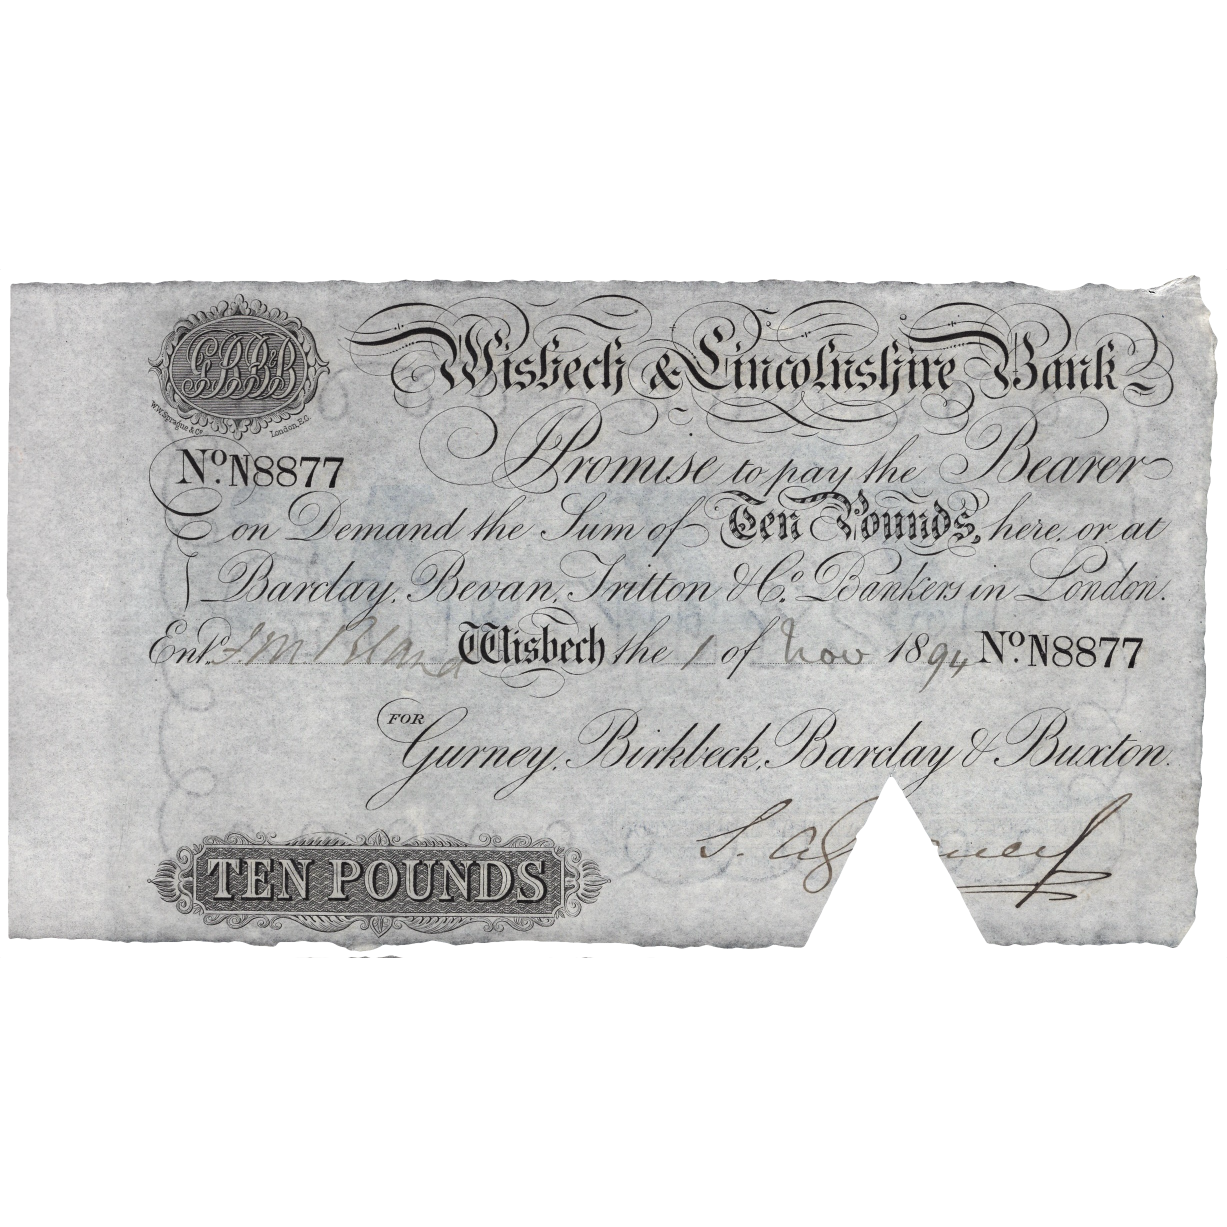 GBB&B
W.W. Sprague & Co. London, E.C.
Wisbech & Lincolnshire Bank
No. N8877 I Promise to pay the Bearer
on Demand the Sum of Ten Pounds, here, or, at
Barclay, Bevan, Tritton & Co. Bankers in London.
Entd. J M Bland Wisbech the 1 of Nov 1894 No. N8877
FOR
Gurney, Birkbeck, Barclay & Buxton.
TEN POUNDS